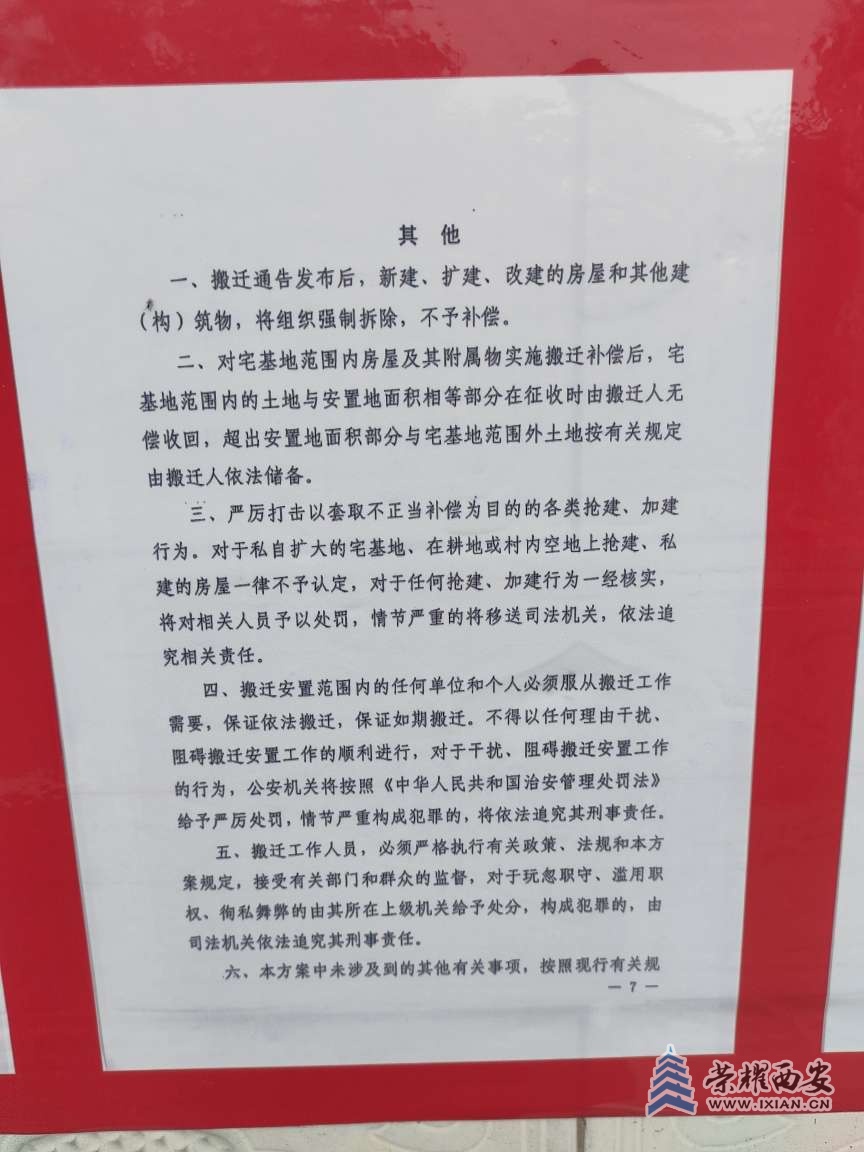 其 他
一、搬迁通告发布后，新建、扩建、改建的房屋和其他建
（构）筑物，将组织强制拆除，不予补偿。
二、对宅基地范围内房屋及其附属物实施搬迁补偿后，宅
基地范围内的土地与安置地面积相等部分在征收时由搬迁人无
偿收回，超出安置地面积部分与宅基地范围外土地按有关规定
由搬迁人依法储备。
三、严厉打击以套取不正当补偿为目的的各类抢建、加建
行为。对于私自扩大的宅基地、在耕地或村内空地上抢建、私
建的房屋一律不予认定，对于任何抢建、加建行为一经核实，
将对相关人员予以处罚，情节严重的将移送司法机关，依法追
究相关责任。
四、搬迁安置范围内的任何单位和个人必须服从搬迁工作
需要，保证依法搬迁，保证如期搬迁。不得以任何理由干扰、
阻碍搬迁安置工作的顺利进行，对于干扰、阻碍搬迁安置工作
的行为，公安机关将按照《中华人民共和国治安管理处罚法》
给予严厉处罚，情节严重构成犯罪的，将依法追究其刑事责任。
五、搬迁工作人员，必须严格执行有关政策、法规和本方
案规定，接受有关部门和群众的监督，对于玩忽职守、滥用职
权、徇私舞弊的由其所在上级机关给予处分，构成犯罪的，由
司法机关依法追究其刑事责任。
六、本方案中未涉及到的其他有关事项，按照现行有关规
— 7 —
荣耀西安
WWW.IXIAN.CN